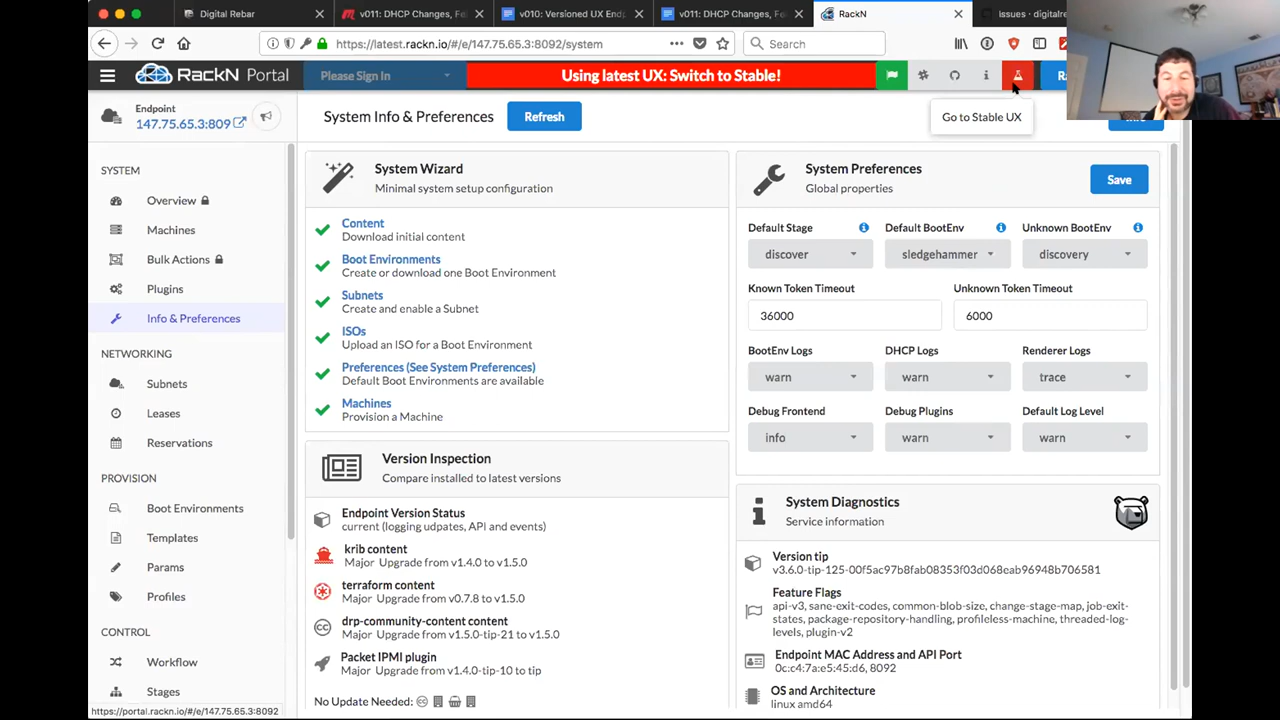 Digital Rebar
v011: DHCP Changes, Fe
v010: Versioned UX End
v011: DHCP Changes, Fe
RackN
issues · digitalre
https://latest.rackn.io/#/e/147.75.65.3:8092/system
Search
RackN Portal
Please Sign In
Using latest UX: Switch to Stable!
Go to Stable UX
Endpoint
147.75.65.3:809
System Info & Preferences
Refresh
SYSTEM
Overview
Machines
Bulk Actions
Plugins
Info & Preferences
NETWORKING
Subnets
Leases
Reservations
PROVISION
Boot Environments
Templates
Params
Profiles
CONTROL
Workflow
Stages
System Wizard
Minimal system setup configuration
Content
Download initial content
Boot Environments
Create or download one Boot Environment
Subnets
Create and enable a Subnet
ISOs
Upload an ISO for a Boot Environment
Preferences (See System Preferences)
Default Boot Environments are available
Machines
Provision a Machine
Version Inspection
Compare installed to latest versions
Endpoint Version Status
current (logging udpates, API and events)
krib content
Major Upgrade from v1.4.0 to v1.5.0
terraform content
Major Upgrade from v0.7.8 to v1.5.0
drp-community-content content
Major Upgrade from v1.5.0-tip-21 to v1.5.0
Packet IPMI plugin
Major Upgrade from v1.4.0-tip-10 to tip
No Update Needed:
System Preferences
Global properties
Save
Default Stage
Default BootEnv
Unknown BootEnv
discover
sledgehammer
discovery
Known Token Timeout
Unknown Token Timeout
36000
6000
BootEnv Logs
DHCP Logs
Renderer Logs
warn
warn
trace
Debug Frontend
Debug Plugins
Default Log Level
info
warn
warn
System Diagnostics
Service information
Version tip
v3.6.0-tip-125-00f5ac97b8fab08353f03d068eab96948b706581
Feature Flags
api-v3, sane-exit-codes, common-blob-size, change-stage-map, job-exit-
states, package-repository-handling, profileless-machine, threaded-log-
levels, plugin-v2
Endpoint MAC Address and API Port
0c:c4:7a:e5:45:d6, 8092
OS and Architecture
linux amd64
https://portal.rackn.io/#/e/147.75.65.3:8092